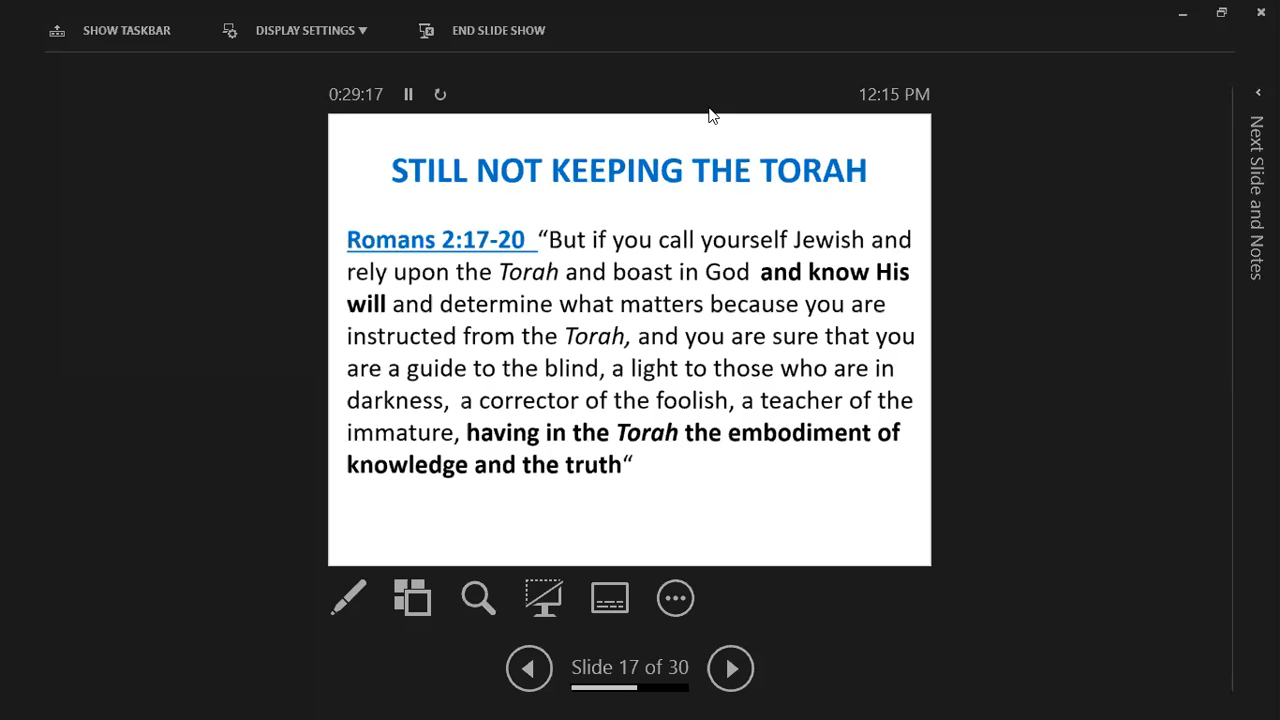 SHOW TASKBAR DISPLAY SETTINGS ▼ END SLIDE SHOW
0:29:17 12:15 PM
STILL NOT KEEPING THE TORAH
Romans 2:17-20 “But if you call yourself Jewish and
rely upon the Torah and boast in God and know His
will and determine what matters because you are
instructed from the Torah, and you are sure that you
are a guide to the blind, a light to those who are in
darkness, a corrector of the foolish, a teacher of the
immature, having in the Torah the embodiment of
knowledge and the truth“
Slide 17 of 30
Next Slide and Notes